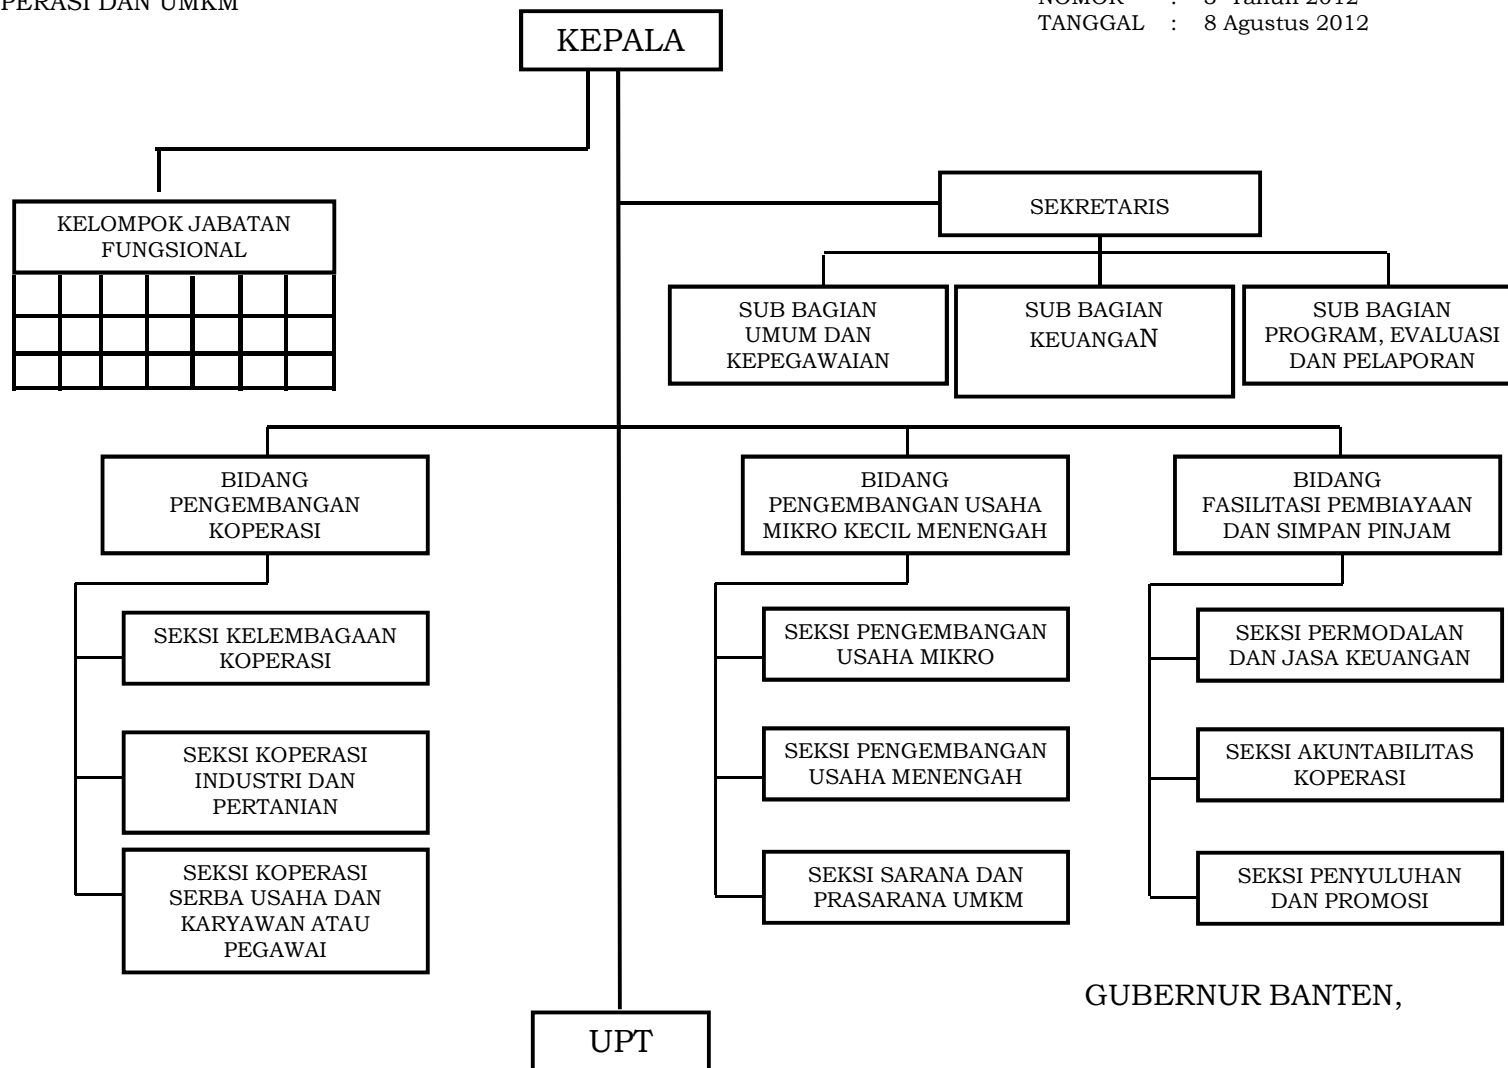 PERASI DAN UMKM
Tahun 2012
TANGGAL : 8 Agustus 2012
KEPALA
KELOMPOK JABATAN
FUNGSIONAL
SEKRETARIS
SUB BAGIAN
UMUM DAN
KEPEGAWAIAN
SUB BAGIAN
KEUANGAN
SUB BAGIAN
PROGRAM, EVALUASI
DAN PELAPORAN
BIDANG
PENGEMBANGAN
KOPERASI
BIDANG
PENGEMBANGAN USAHA
MIKRO KECIL MENENGAH
BIDANG
FASILITASI PEMBIAYAAN
DAN SIMPAN PINJAM
SEKSI KELEMBAGAAN
KOPERASI
SEKSI PENGEMBANGAN
USAHA MIKRO
SEKSI PERMODALAN
DAN JASA KEUANGAN
SEKSI KOPERASI
INDUSTRI DAN
PERTANIAN
SEKSI PENGEMBANGAN
USAHA MENENGAH
SEKSI AKUNTABILITAS
KOPERASI
SEKSI KOPERASI
SERBA USAHA DAN
KARYAWAN ATAU
PEGAWAI
SEKSI SARANA DAN
PRASARANA UMKM
SEKSI PENYULUHAN
DAN PROMOSI
GUBERNUR BANTEN,
UPT